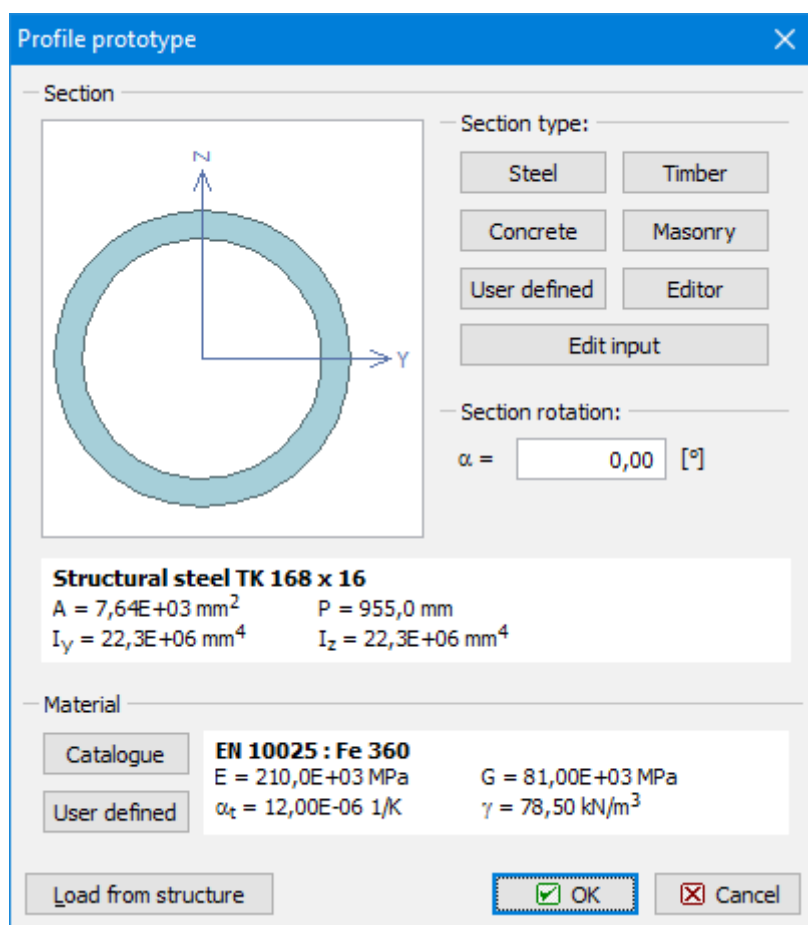 Profile prototype
Section
Z
Y
Section type:
Steel Timber
Concrete Masonry
User defined Editor
Edit input
Section rotation:
α = 0,00 [°]
Structural steel TK 168 x 16
A = 7,64E+03 mm² P = 955,0 mm
Iy = 22,3E+06 mm⁴ Iz = 22,3E+06 mm⁴
Material
Catalogue
User defined
EN 10025 : Fe 360
E = 210,0E+03 MPa G = 81,00E+03 MPa
αt = 12,00E-06 1/K γ = 78,50 kN/m³
Load from structure OK Cancel